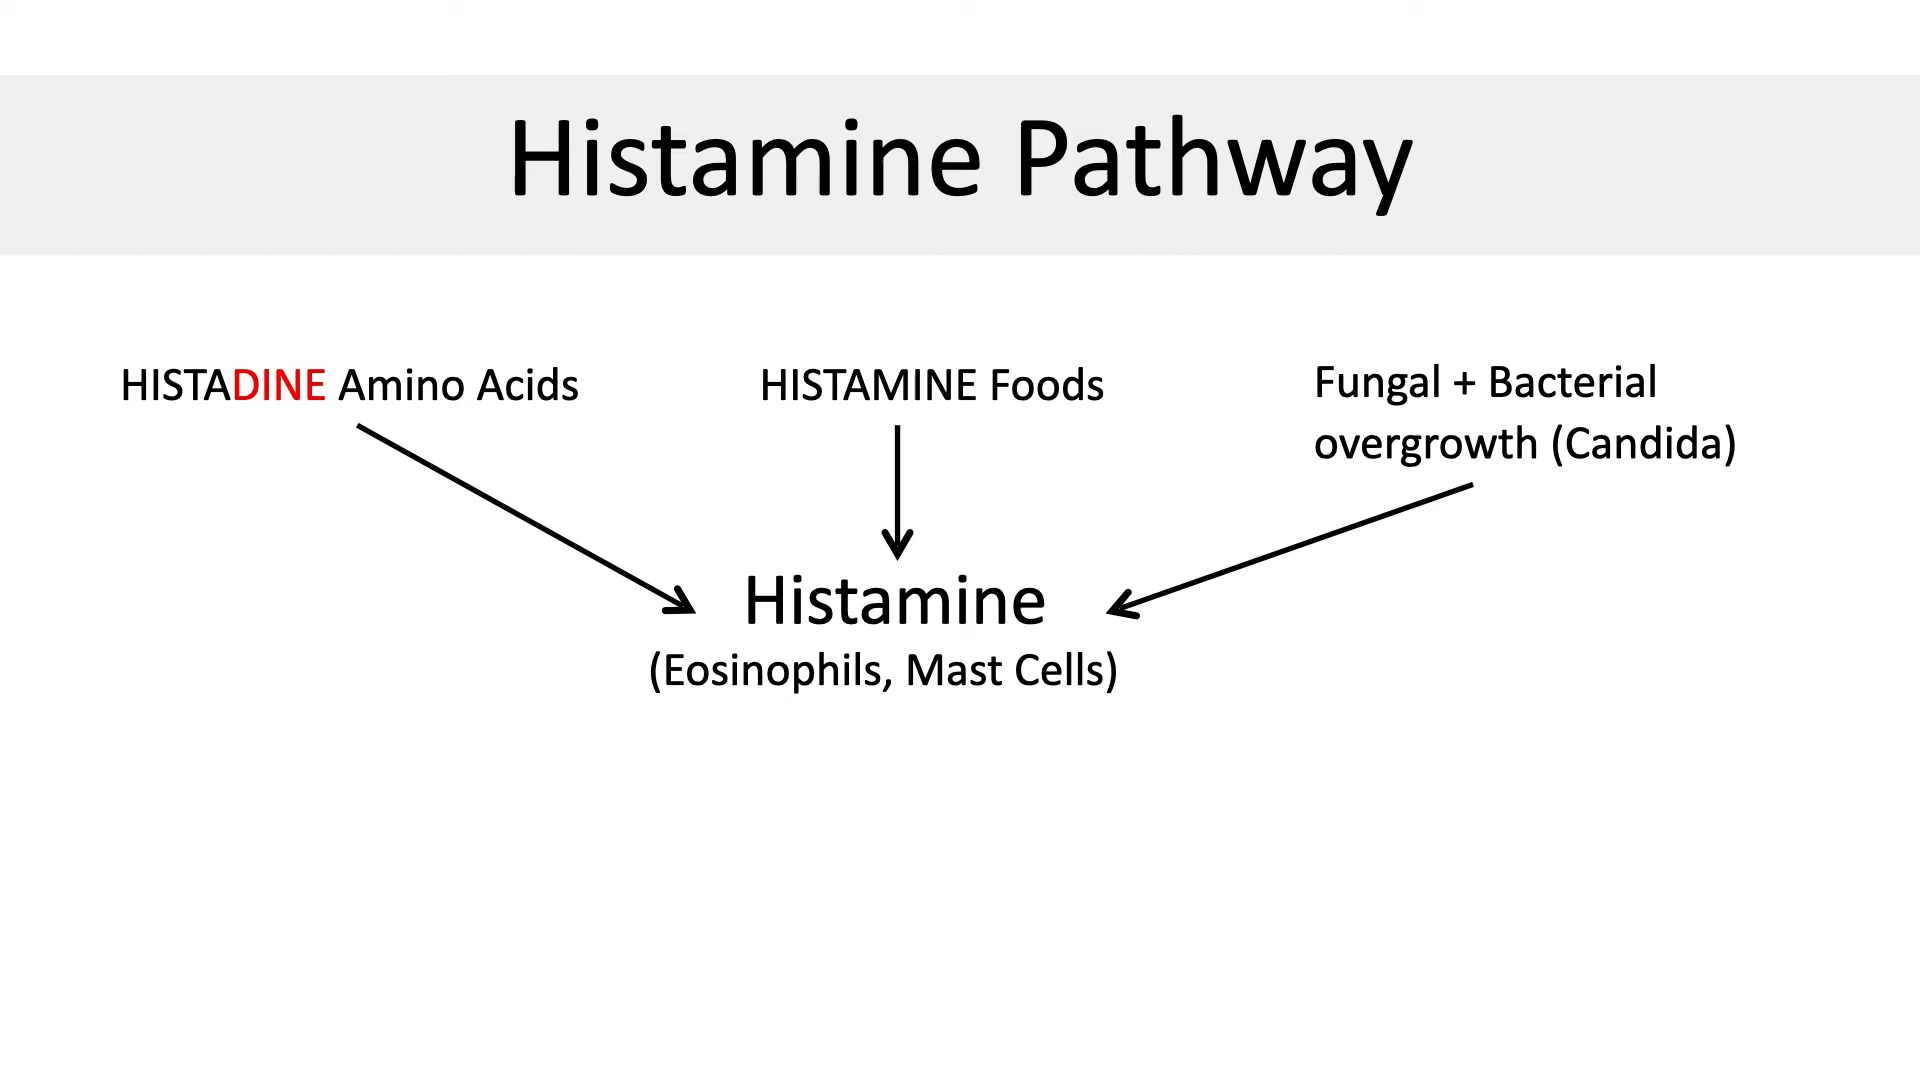 Histamine Pathway
HISTADINE Amino Acids
HISTAMINE Foods
Fungal + Bacterial
overgrowth (Candida)
Histamine
(Eosinophils, Mast Cells)